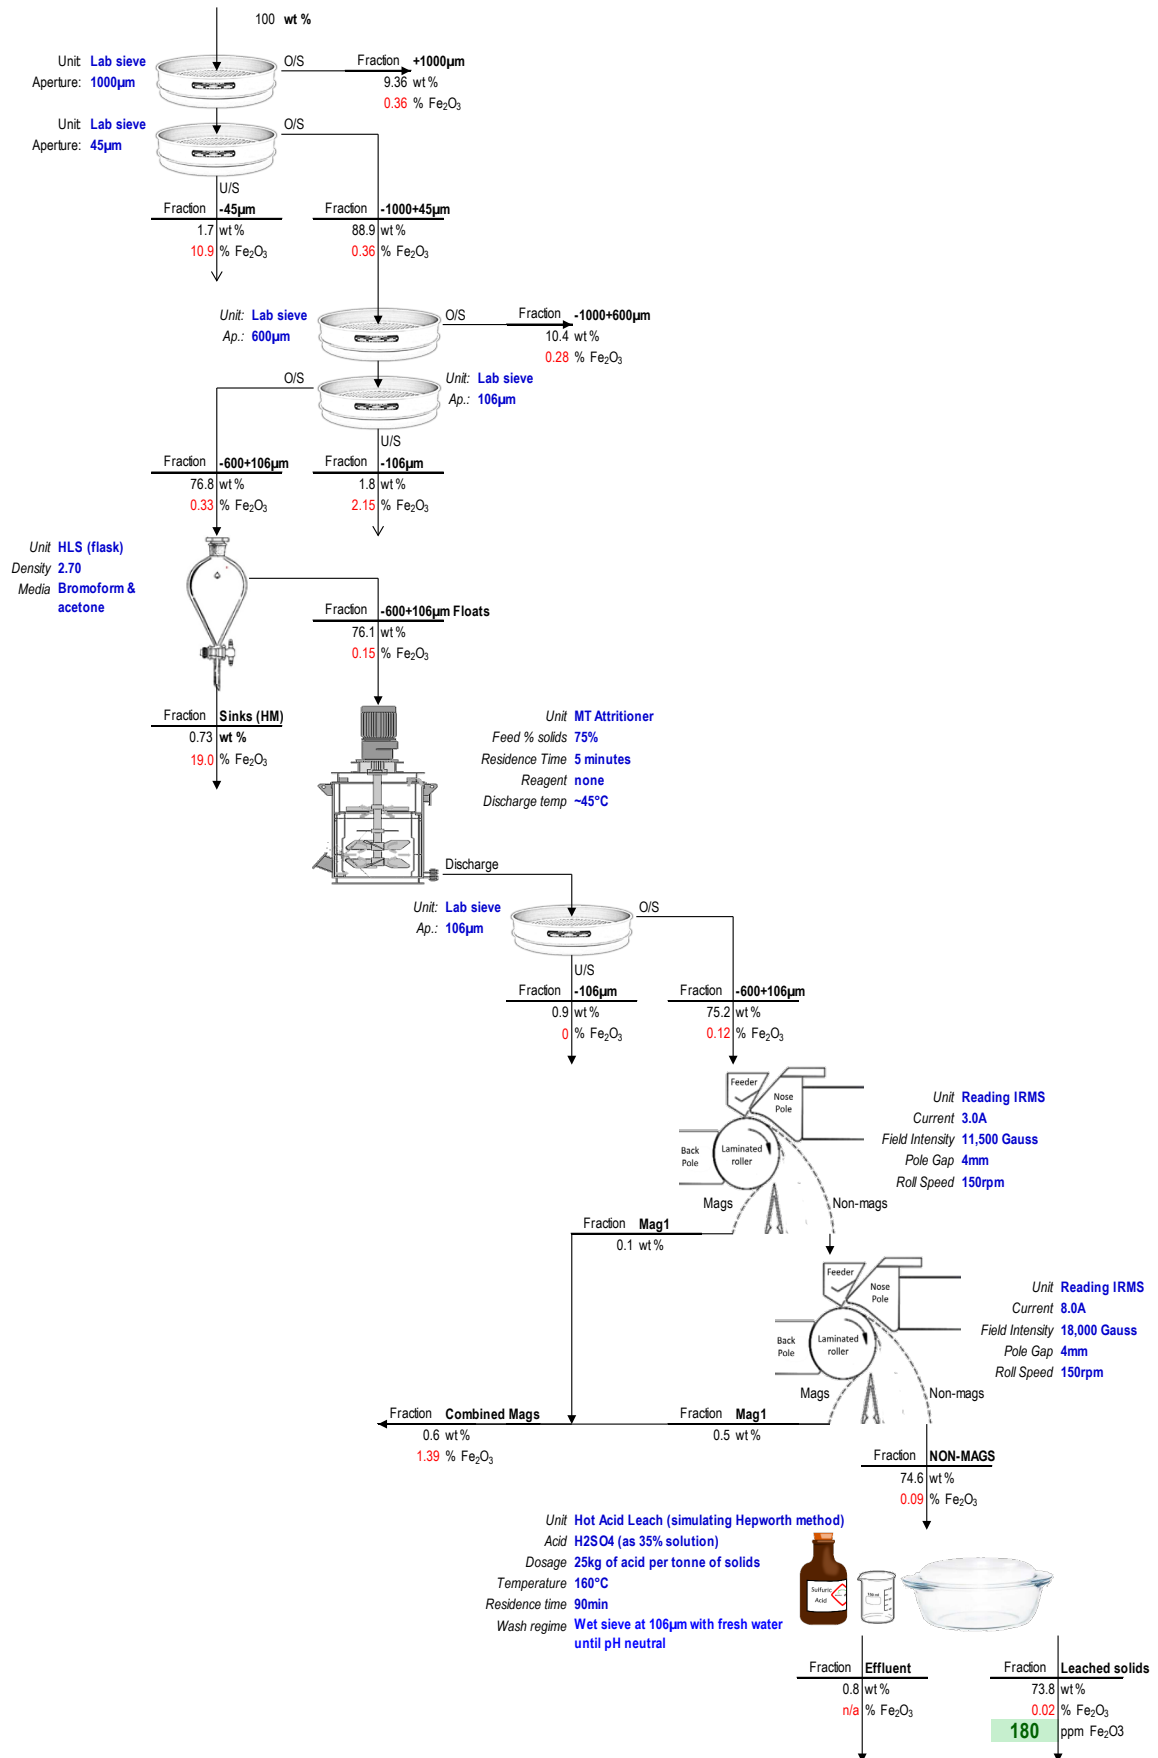 100 wt %
Unit Lab sieve
Aperture: 1000µm
O/S
Fraction +1000µm
9.36 wt %
0.36 % Fe₂O₃
Unit Lab sieve
Aperture: 45µm
O/S
U/S
Fraction -45µm
1.7 wt %
10.9 % Fe₂O₃
Fraction -1000+45µm
88.9 wt %
0.36 % Fe₂O₃
Unit: Lab sieve
Ap.: 600µm
O/S
Fraction -1000+600µm
10.4 wt %
0.28 % Fe₂O₃
O/S
Unit: Lab sieve
Ap.: 106µm
U/S
Fraction -600+106µm
76.8 wt %
0.33 % Fe₂O₃
Fraction -106µm
1.8 wt %
2.15 % Fe₂O₃
Unit HLS (flask)
Density 2.70
Media Bromoform &
acetone
Fraction -600+106µm Floats
76.1 wt %
0.15 % Fe₂O₃
Fraction Sinks (HM)
0.73 wt %
19.0 % Fe₂O₃
Unit MT Attritioner
Feed % solids 75%
Residence Time 5 minutes
Reagent none
Discharge temp ~45°C
Discharge
Unit: Lab sieve
Ap.: 106µm
O/S
U/S
Fraction -106µm
0.9 wt %
0 % Fe₂O₃
Fraction -600+106µm
75.2 wt %
0.12 % Fe₂O₃
Feeder
Nose
Pole
Back
Pole
Laminated
roller
Mags
Non-mags
Unit Reading IRMS
Current 3.0A
Field Intensity 11,500 Gauss
Pole Gap 4mm
Roll Speed 150rpm
Fraction Mag1
0.1 wt %
Feeder
Nose
Pole
Back
Pole
Laminated
roller
Mags
Non-mags
Unit Reading IRMS
Current 8.0A
Field Intensity 18,000 Gauss
Pole Gap 4mm
Roll Speed 150rpm
Fraction Combined Mags
0.6 wt %
1.39 % Fe₂O₃
Fraction Mag1
0.5 wt %
Fraction NON-MAGS
74.6 wt %
0.09 % Fe₂O₃
Unit Hot Acid Leach (simulating Hepworth method)
Acid H2SO4 (as 35% solution)
Dosage 25kg of acid per tonne of solids
Temperature 160°C
Residence time 90min
Wash regime Wet sieve at 106µm with fresh water
until pH neutral
Sulfuric
Acid
Fraction Effluent
0.8 wt %
n/a % Fe₂O₃
Fraction Leached solids
73.8 wt %
0.02 % Fe₂O₃
180 ppm Fe2O3